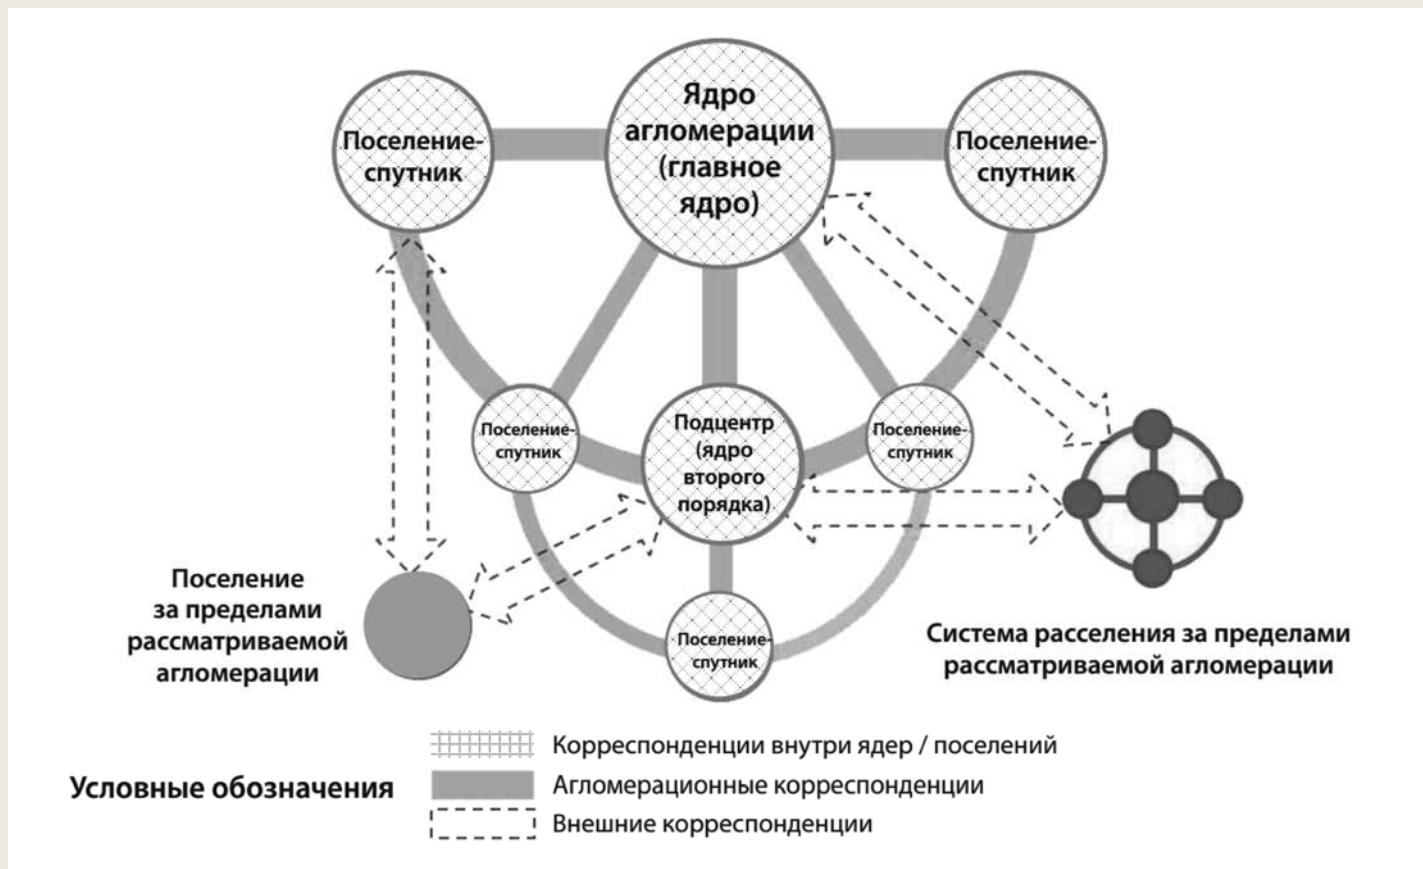 Ядро
агломерации
(главное
ядро)
Поселение-
спутник
Поселение-
спутник
Поселение-
спутник
Подцентр
(ядро
второго
порядка)
Поселение-
спутник
Поселение-
спутник
Поселение
за пределами
рассматриваемой
агломерации
Система расселения за пределами
рассматриваемой агломерации
Условные обозначения
Корреспонденции внутри ядер / поселений
Агломерационные корреспонденции
Внешние корреспонденции